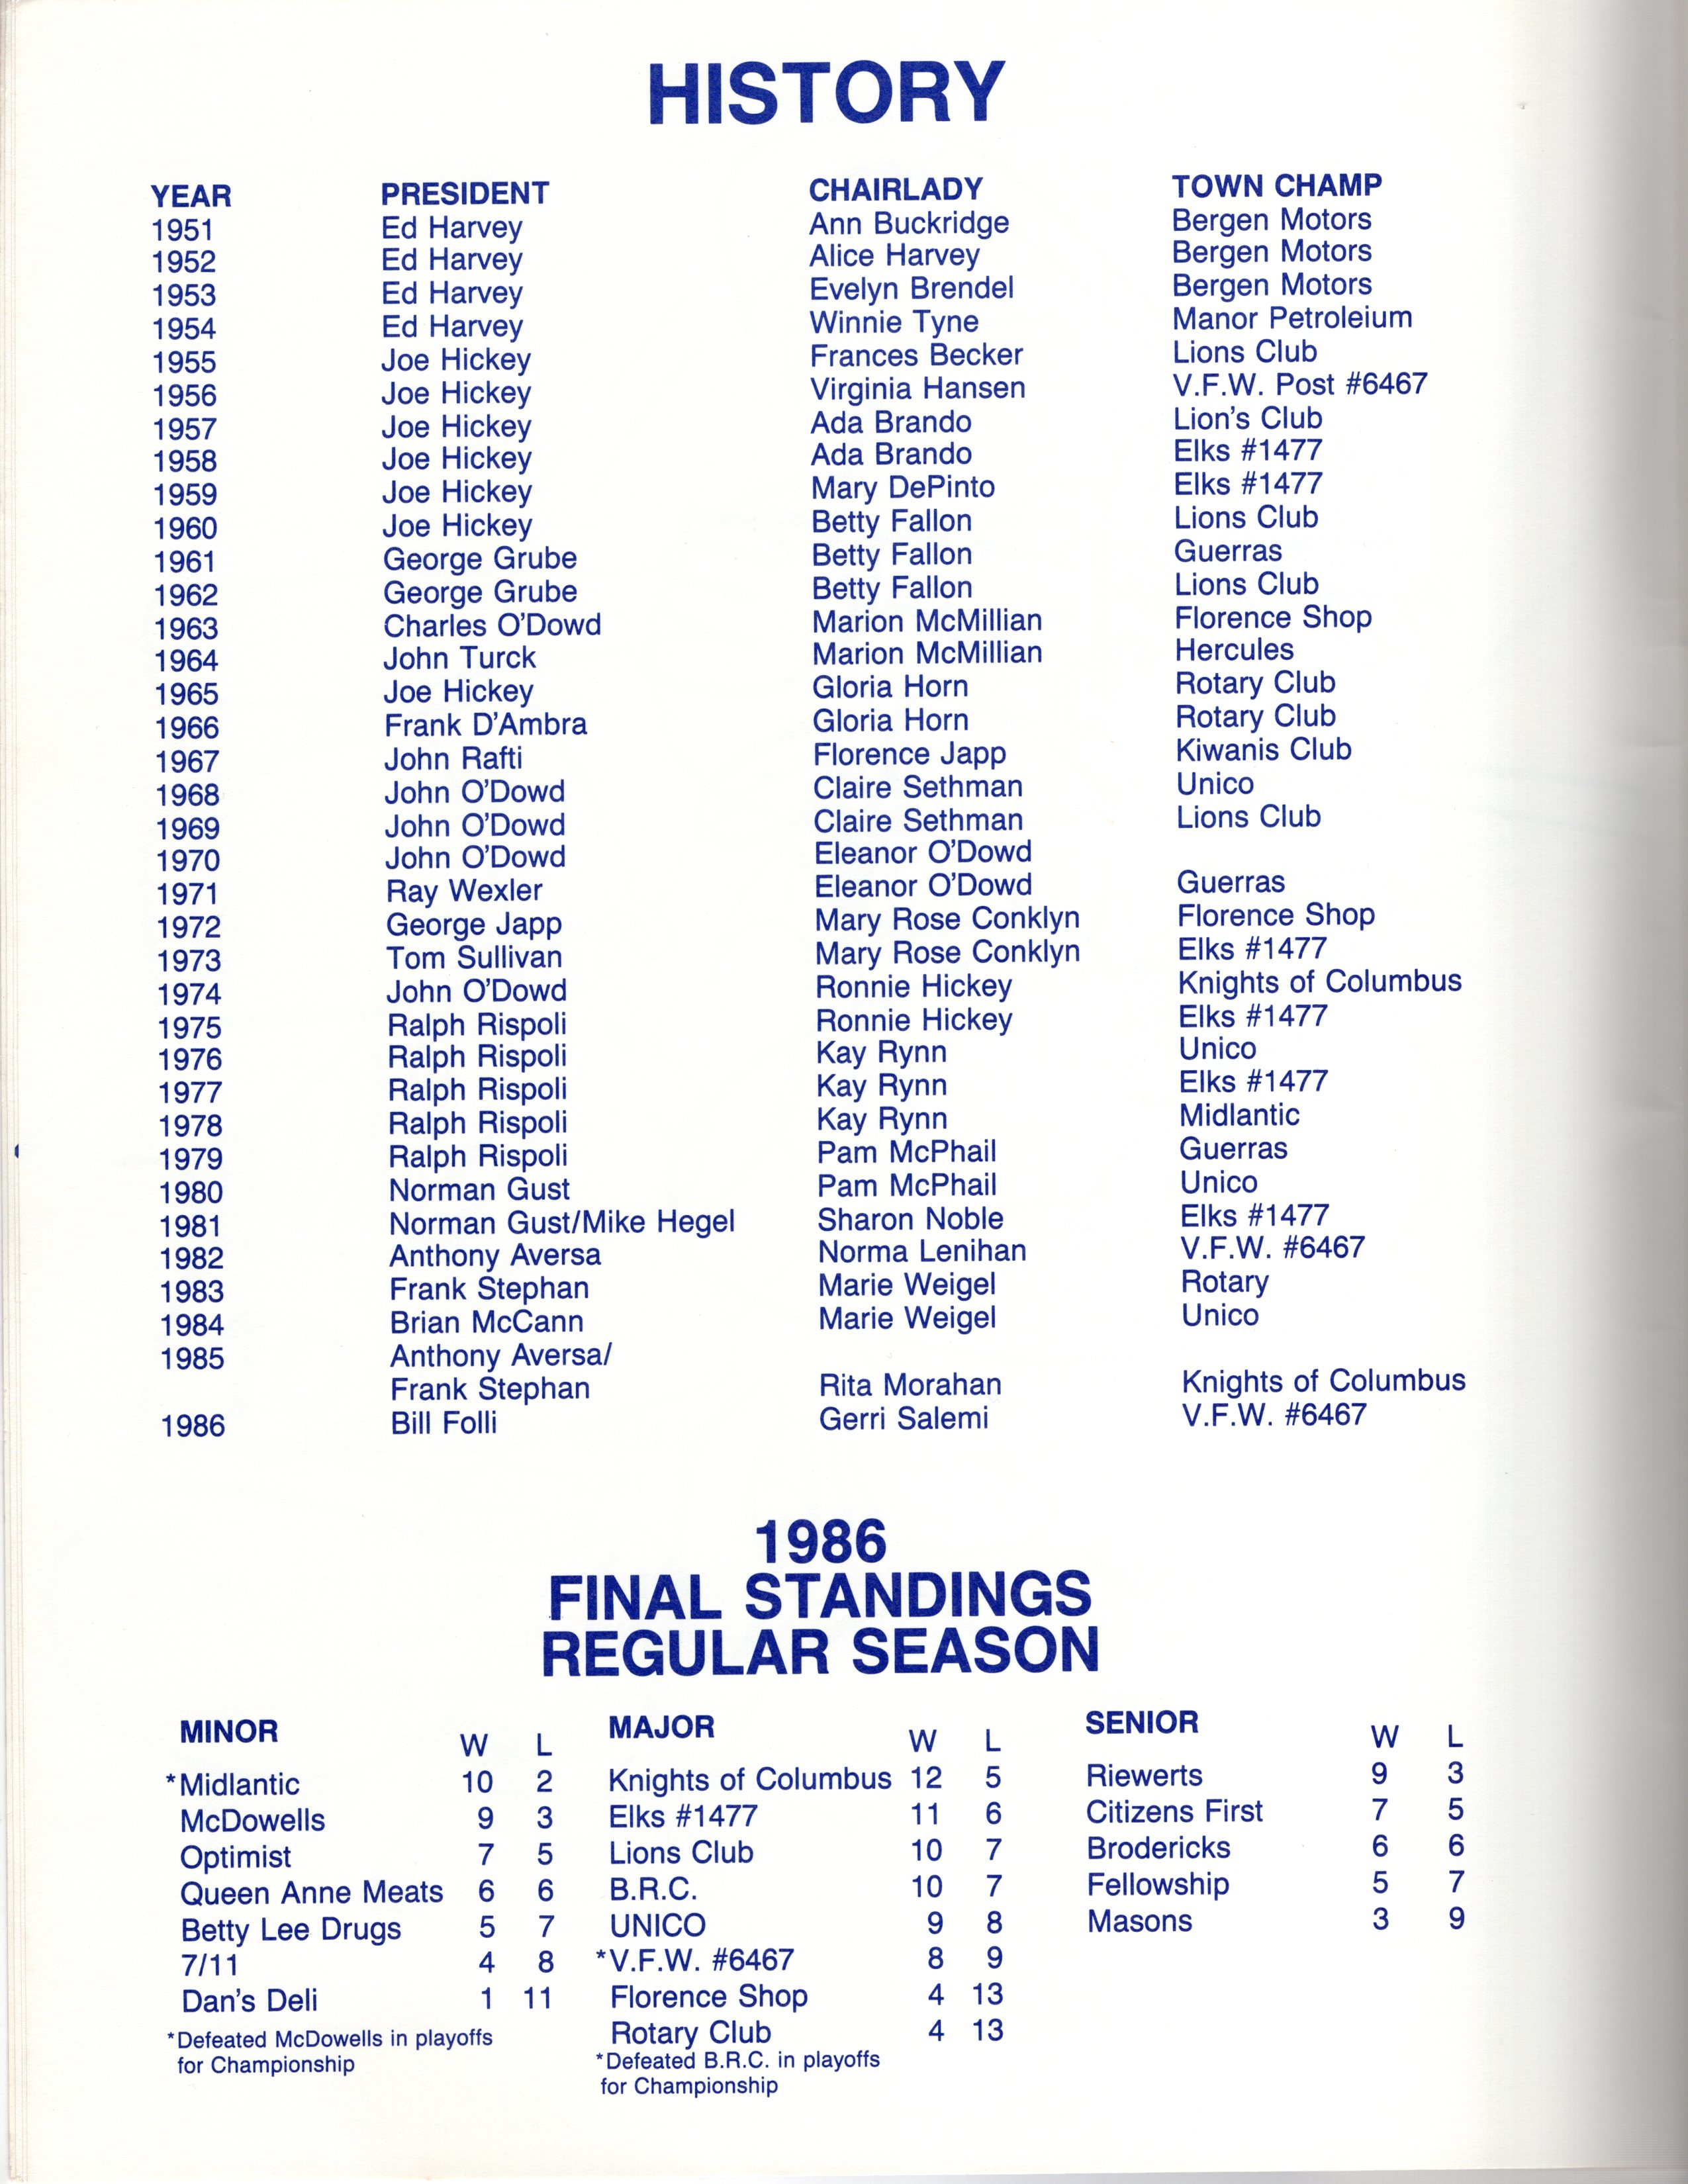 HISTORY
YEAR PRESIDENT CHAIRLADY TOWN CHAMP
1951 Ed Harvey Ann Buckridge Bergen Motors
1952 Ed Harvey Alice Harvey Bergen Motors
1953 Ed Harvey Evelyn Brendel Bergen Motors
1954 Ed Harvey Winnie Tyne Manor Petroleium
1955 Joe Hickey Frances Becker Lions Club
1956 Joe Hickey Virginia Hansen V.F.W. Post #6467
1957 Joe Hickey Ada Brando Lion's Club
1958 Joe Hickey Ada Brando Elks #1477
1959 Joe Hickey Mary DePinto Elks #1477
1960 Joe Hickey Betty Fallon Lions Club
1961 George Grube Betty Fallon Guerras
1962 George Grube Betty Fallon Lions Club
1963 Charles O'Dowd Marion McMillian Florence Shop
1964 John Turck Marion McMillian Hercules
1965 Joe Hickey Gloria Horn Rotary Club
1966 Frank D'Ambra Gloria Horn Rotary Club
1967 John Rafti Florence Japp Kiwanis Club
1968 John O'Dowd Claire Sethman Unico
1969 John O'Dowd Claire Sethman Lions Club
1970 John O'Dowd Eleanor O'Dowd
1971 Ray Wexler Eleanor O'Dowd Guerras
1972 George Japp Mary Rose Conklyn Florence Shop
1973 Tom Sullivan Mary Rose Conklyn Elks #1477
1974 John O'Dowd Ronnie Hickey Knights of Columbus
1975 Ralph Rispoli Ronnie Hickey Elks #1477
1976 Ralph Rispoli Kay Rynn Unico
1977 Ralph Rispoli Kay Rynn Elks #1477
1978 Ralph Rispoli Kay Rynn Midlantic
1979 Ralph Rispoli Pam McPhail Guerras
1980 Norman Gust Pam McPhail Unico
1981 Norman Gust/Mike Hegel Sharon Noble Elks #1477
1982 Anthony Aversa Norma Lenihan V.F.W. #6467
1983 Frank Stephan Marie Weigel Rotary
1984 Brian McCann Marie Weigel Unico
1985 Anthony Aversa/
Frank Stephan Rita Morahan Knights of Columbus
1986 Bill Folli Gerri Salemi V.F.W. #6467
1986
FINAL STANDINGS
REGULAR SEASON
MINOR W L
*Midlantic 10 2
McDowells 9 3
Optimist 7 5
Queen Anne Meats 6 6
Betty Lee Drugs 5 7
7/11 4 8
Dan's Deli 1 11
*Defeated McDowells in playoffs
for Championship
MAJOR W L
Knights of Columbus 12 5
Elks #1477 11 6
Lions Club 10 7
B.R.C. 10 7
UNICO 9 8
*V.F.W. #6467 8 9
Florence Shop 4 13
Rotary Club 4 13
*Defeated B.R.C. in playoffs
for Championship
SENIOR W L
Riewerts 9 3
Citizens First 7 5
Brodericks 6 6
Fellowship 5 7
Masons 3 9